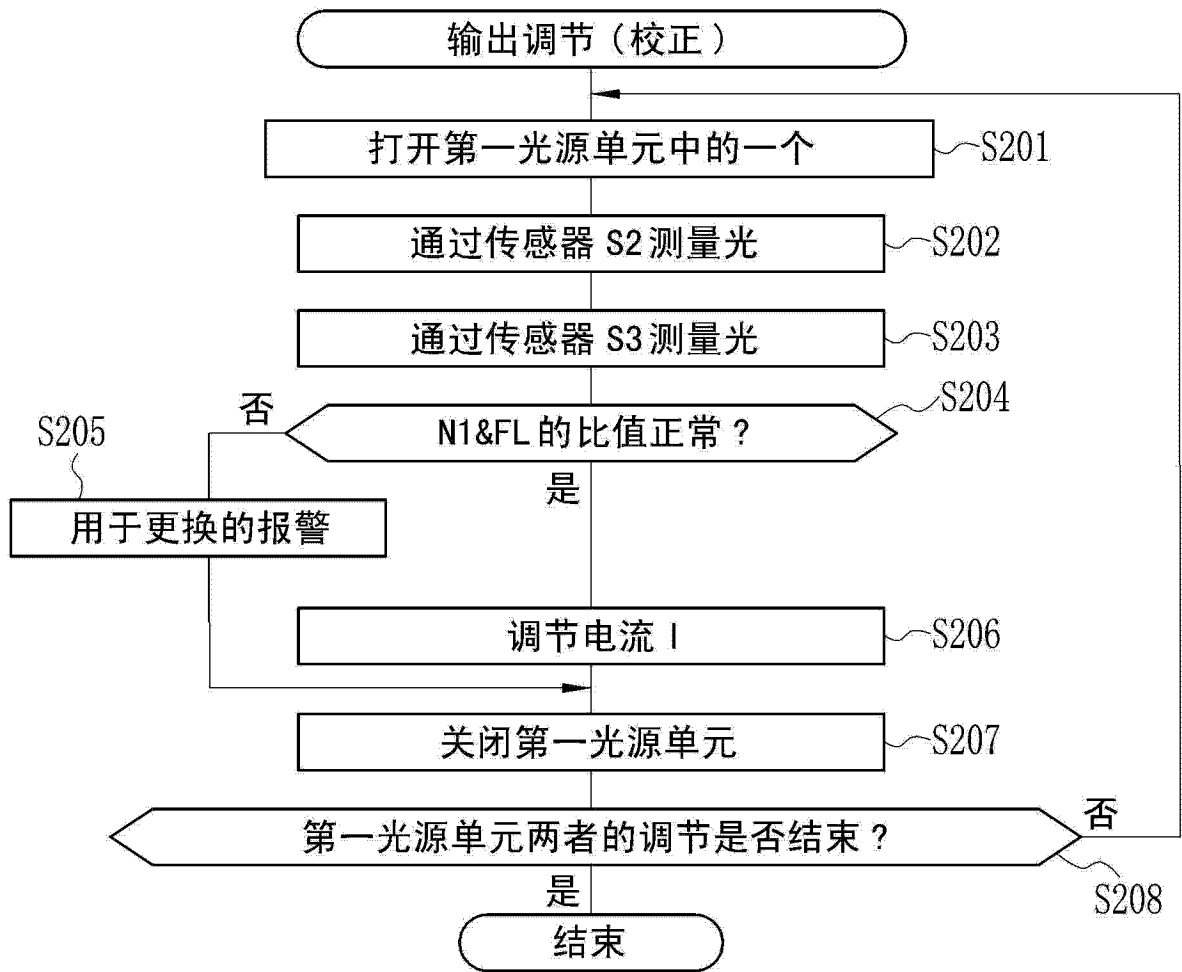 输出调节（校正）
打开第一光源单元中的一个
S201
通过传感器 S2 测量光
S202
通过传感器 S3 测量光
S203
N1&FL 的比值正常？
S204
否
是
S205
用于更换的报警
调节电流 I
S206
关闭第一光源单元
S207
第一光源单元两者的调节是否结束？
否
S208
是
结束